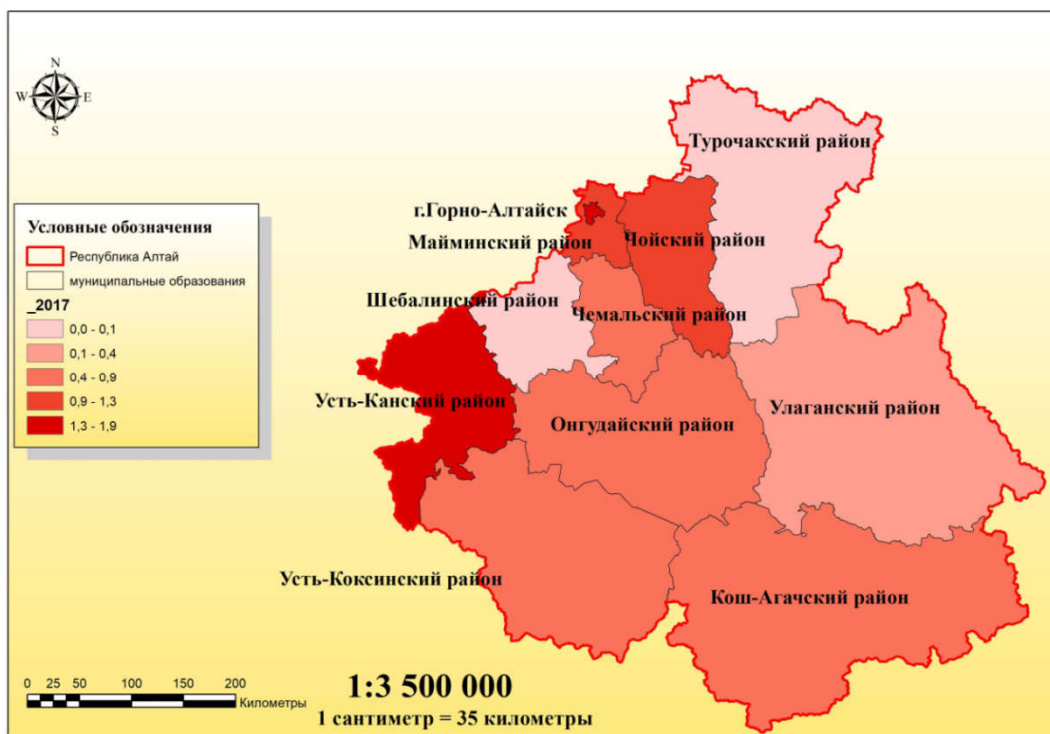 N
W E
S
Турочакский район
г.Горно-Алтайск
Майминский район
Чойский район
Шебалинский район
Чемальский район
Усть-Канский район
Онгудайский район
Улаганский район
Усть-Коксинский район
Кош-Агачский район
Условные обозначения
Республика Алтай
муниципальные образования
_2017
0,0 - 0,1
0,1 - 0,4
0,4 - 0,9
0,9 - 1,3
1,3 - 1,9
0 25 50 100 150 200
Километры
1:3 500 000
1 сантиметр = 35 километры